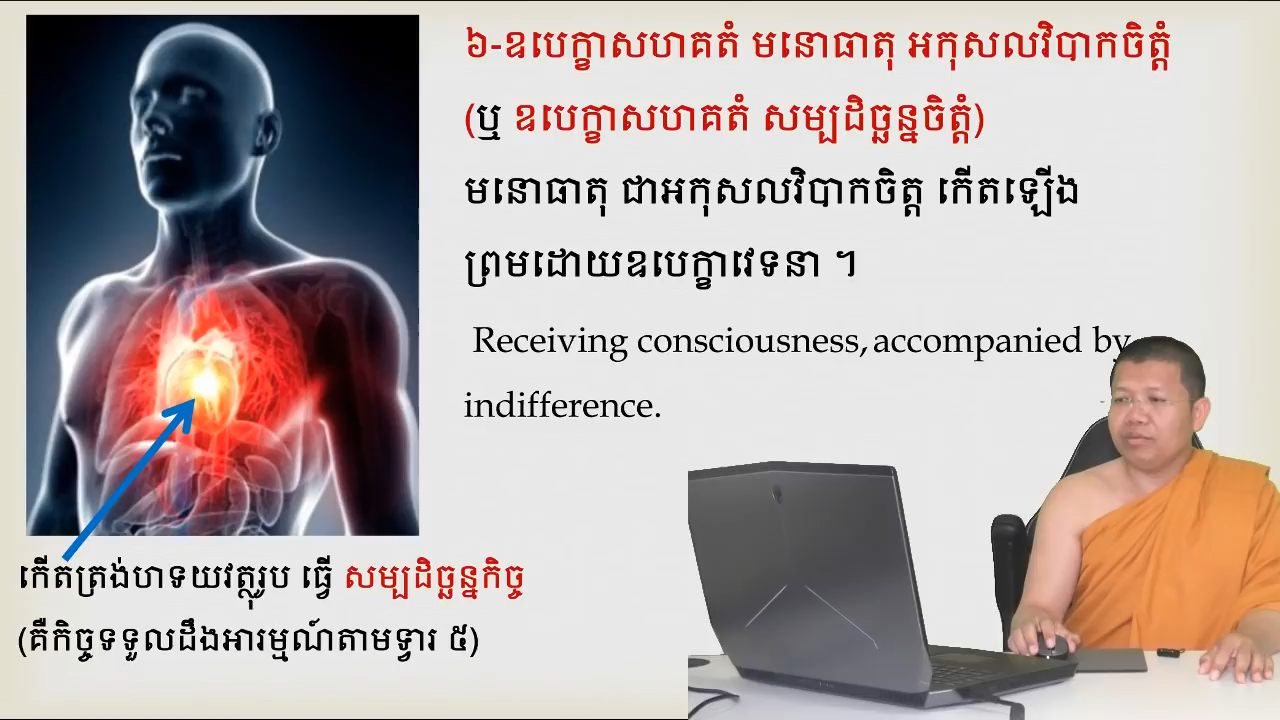 ៦-ឧបេក្ខាសហគតំ មនោធាតុ អកុសលវិបាកចិត្តំ
(ឬ ឧបេក្ខាសហគតំ សម្បដិច្ឆន្នចិត្តំ)
មនោធាតុ ជាអកុសលវិបាកចិត្ត កើតឡើង
ព្រមដោយឧបេក្ខាវេទនា ។
Receiving consciousness, accompanied by
indifference.
កើតត្រង់ហទយវត្ថុរូប ធ្វើ សម្បដិច្ឆន្នកិច្ច
(គឺកិច្ចទទួលដឹងអារម្មណ៍តាមទ្វារ ៥)